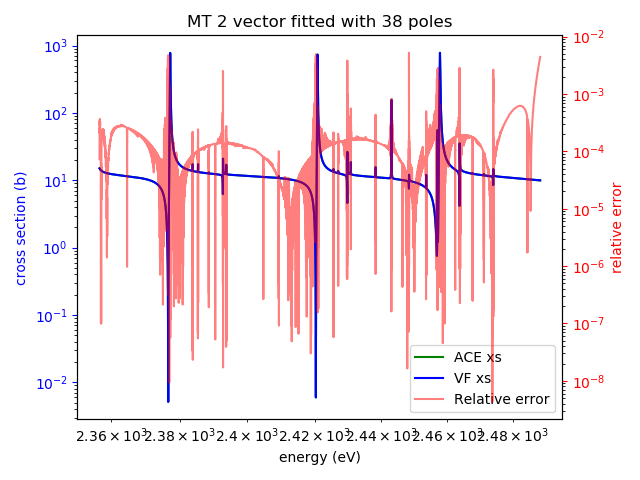 MT 2 vector fitted with 38 poles
10³
10²
10¹
10⁰
10⁻¹
10⁻²
cross section (b)
10⁻²
10⁻³
10⁻⁴
10⁻⁵
10⁻⁶
10⁻⁷
10⁻⁸
relative error
ACE xs
VF xs
Relative error
2.36 × 10³ 2.38 × 10³ 2.4 × 10³ 2.42 × 10³ 2.44 × 10³ 2.46 × 10³ 2.48 × 10³
energy (eV)